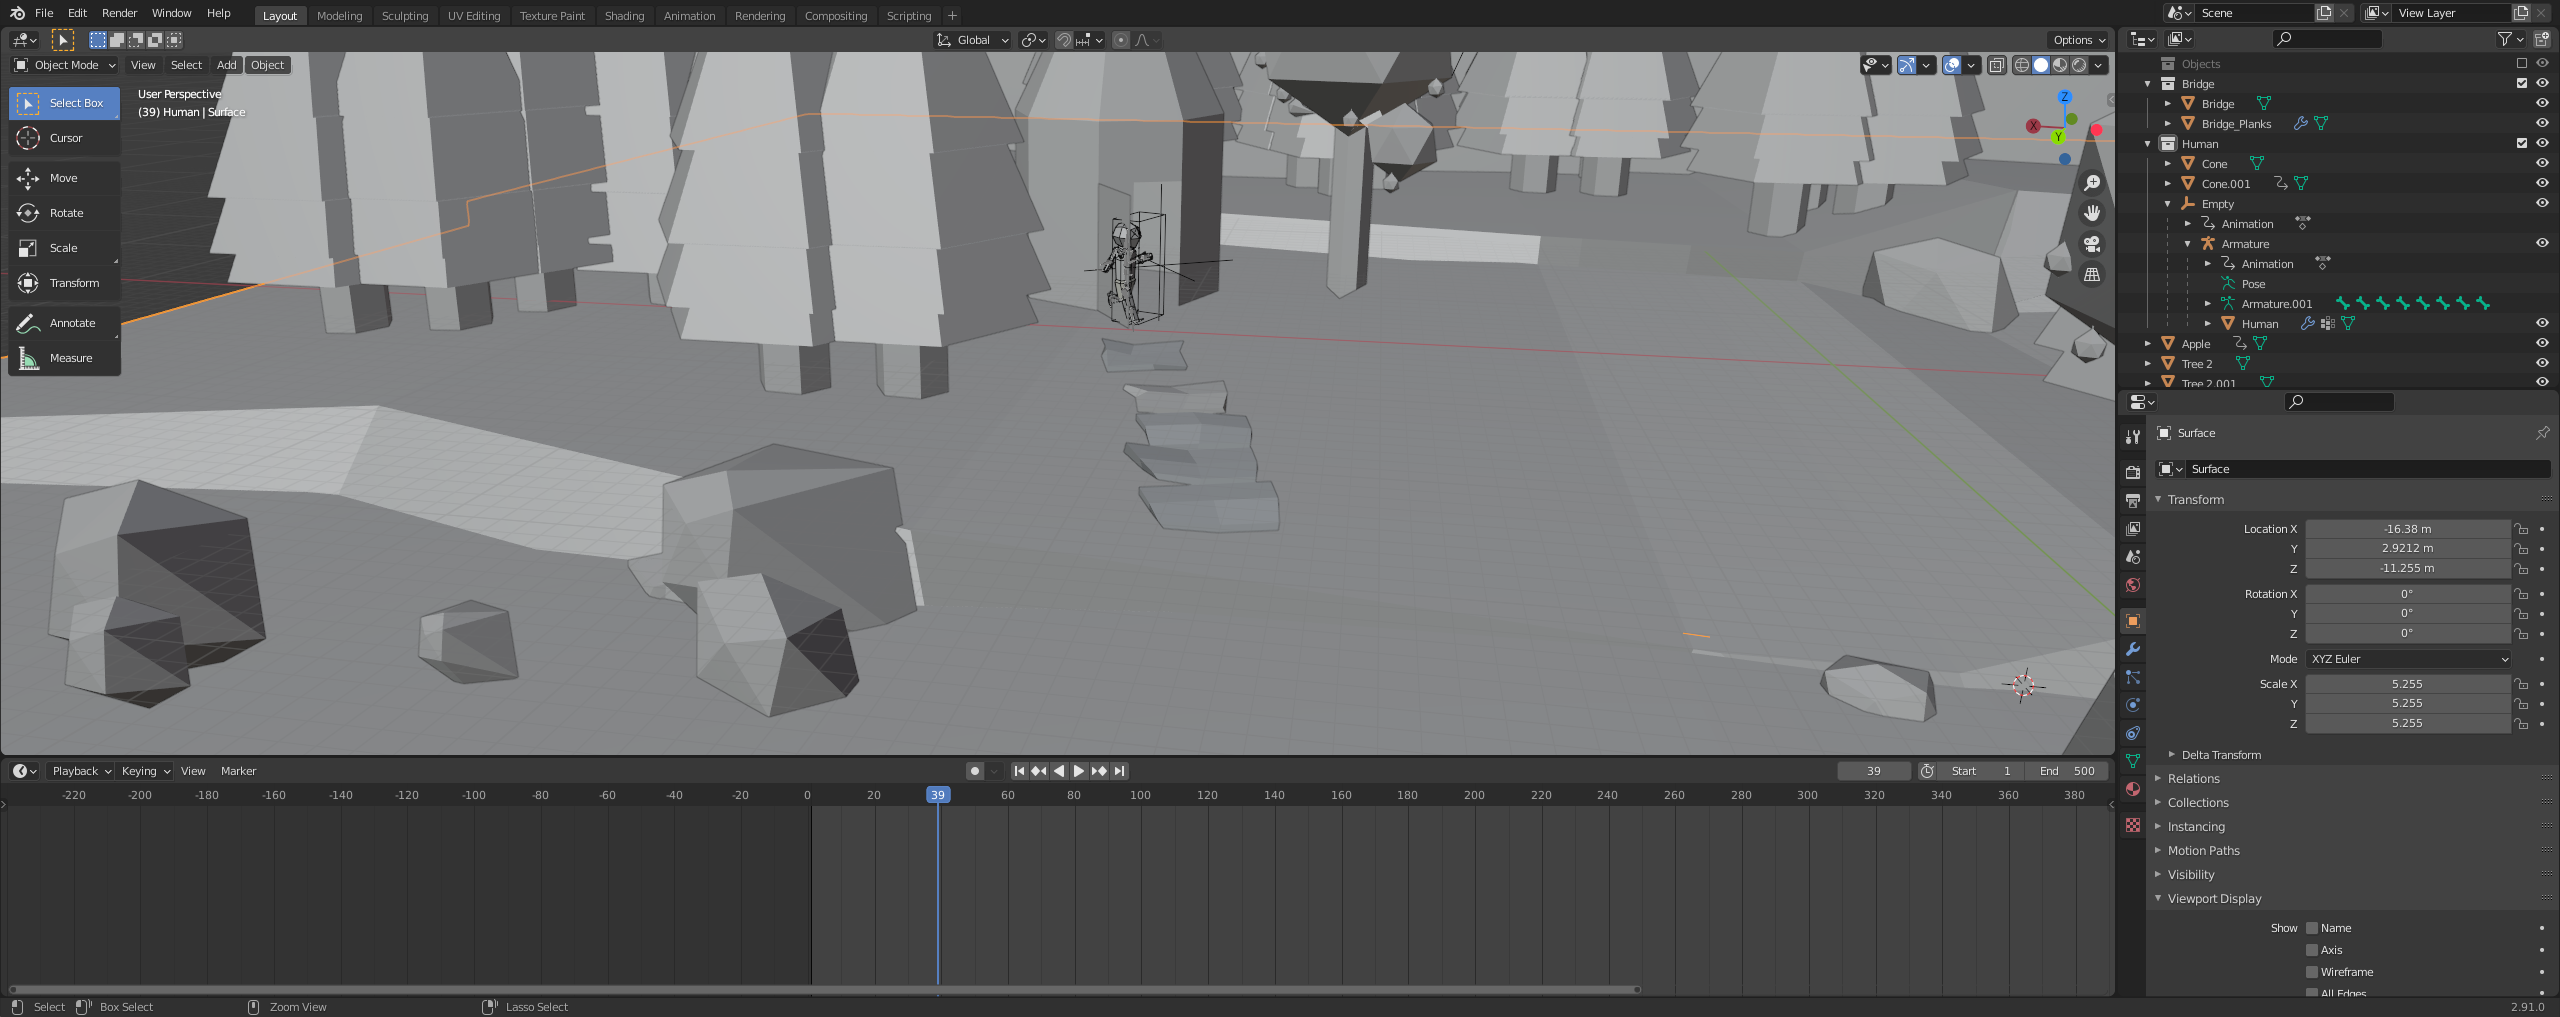 File Edit Render Window Help Layout Modeling Sculpting UV Editing Texture Paint Shading Animation Rendering Compositing Scripting + Scene View Layer
Global Options
Object Mode View Select Add Object
User Perspective
(39) Human | Surface
Select Box
Cursor
Move
Rotate
Scale
Transform
Annotate
Measure
Z
X
Y
Objects
Bridge
Bridge
Bridge_Planks
Human
Cone
Cone.001
Empty
Animation
Armature
Animation
Pose
Armature.001
Human
Apple
Tree 2
Tree 2.001
Surface
Surface
Transform
Location X -16.38 m
Y 2.9212 m
Z -11.255 m
Rotation X 0°
Y 0°
Z 0°
Mode XYZ Euler
Scale X 5.255
Y 5.255
Z 5.255
Delta Transform
Relations
Collections
Instancing
Motion Paths
Visibility
Viewport Display
Show Name
Axis
Wireframe
All Edges
Playback Keying View Marker 39 Start 1 End 500
-220 -200 -180 -160 -140 -120 -100 -80 -60 -40 -20 0 20 39 60 80 100 120 140 160 180 200 220 240 260 280 300 320 340 360 380
Select Box Select Zoom View Lasso Select 2.91.0